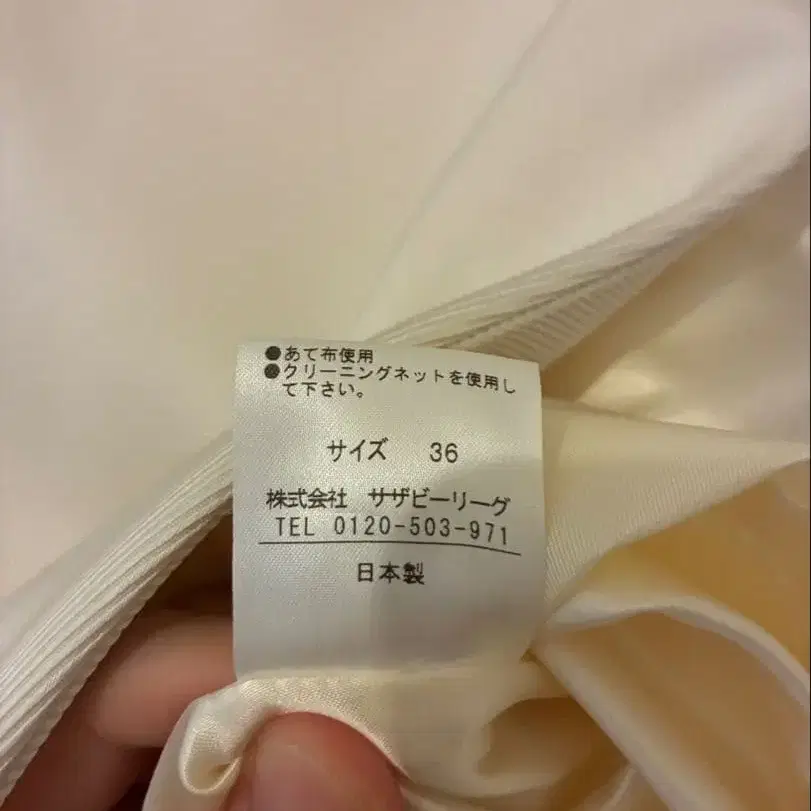 ●あて布使用
●クリーニングネットを使用し
て下さい。
サイズ 36
株式会社 サザビーリーグ
TEL 0120-503-971
日本製